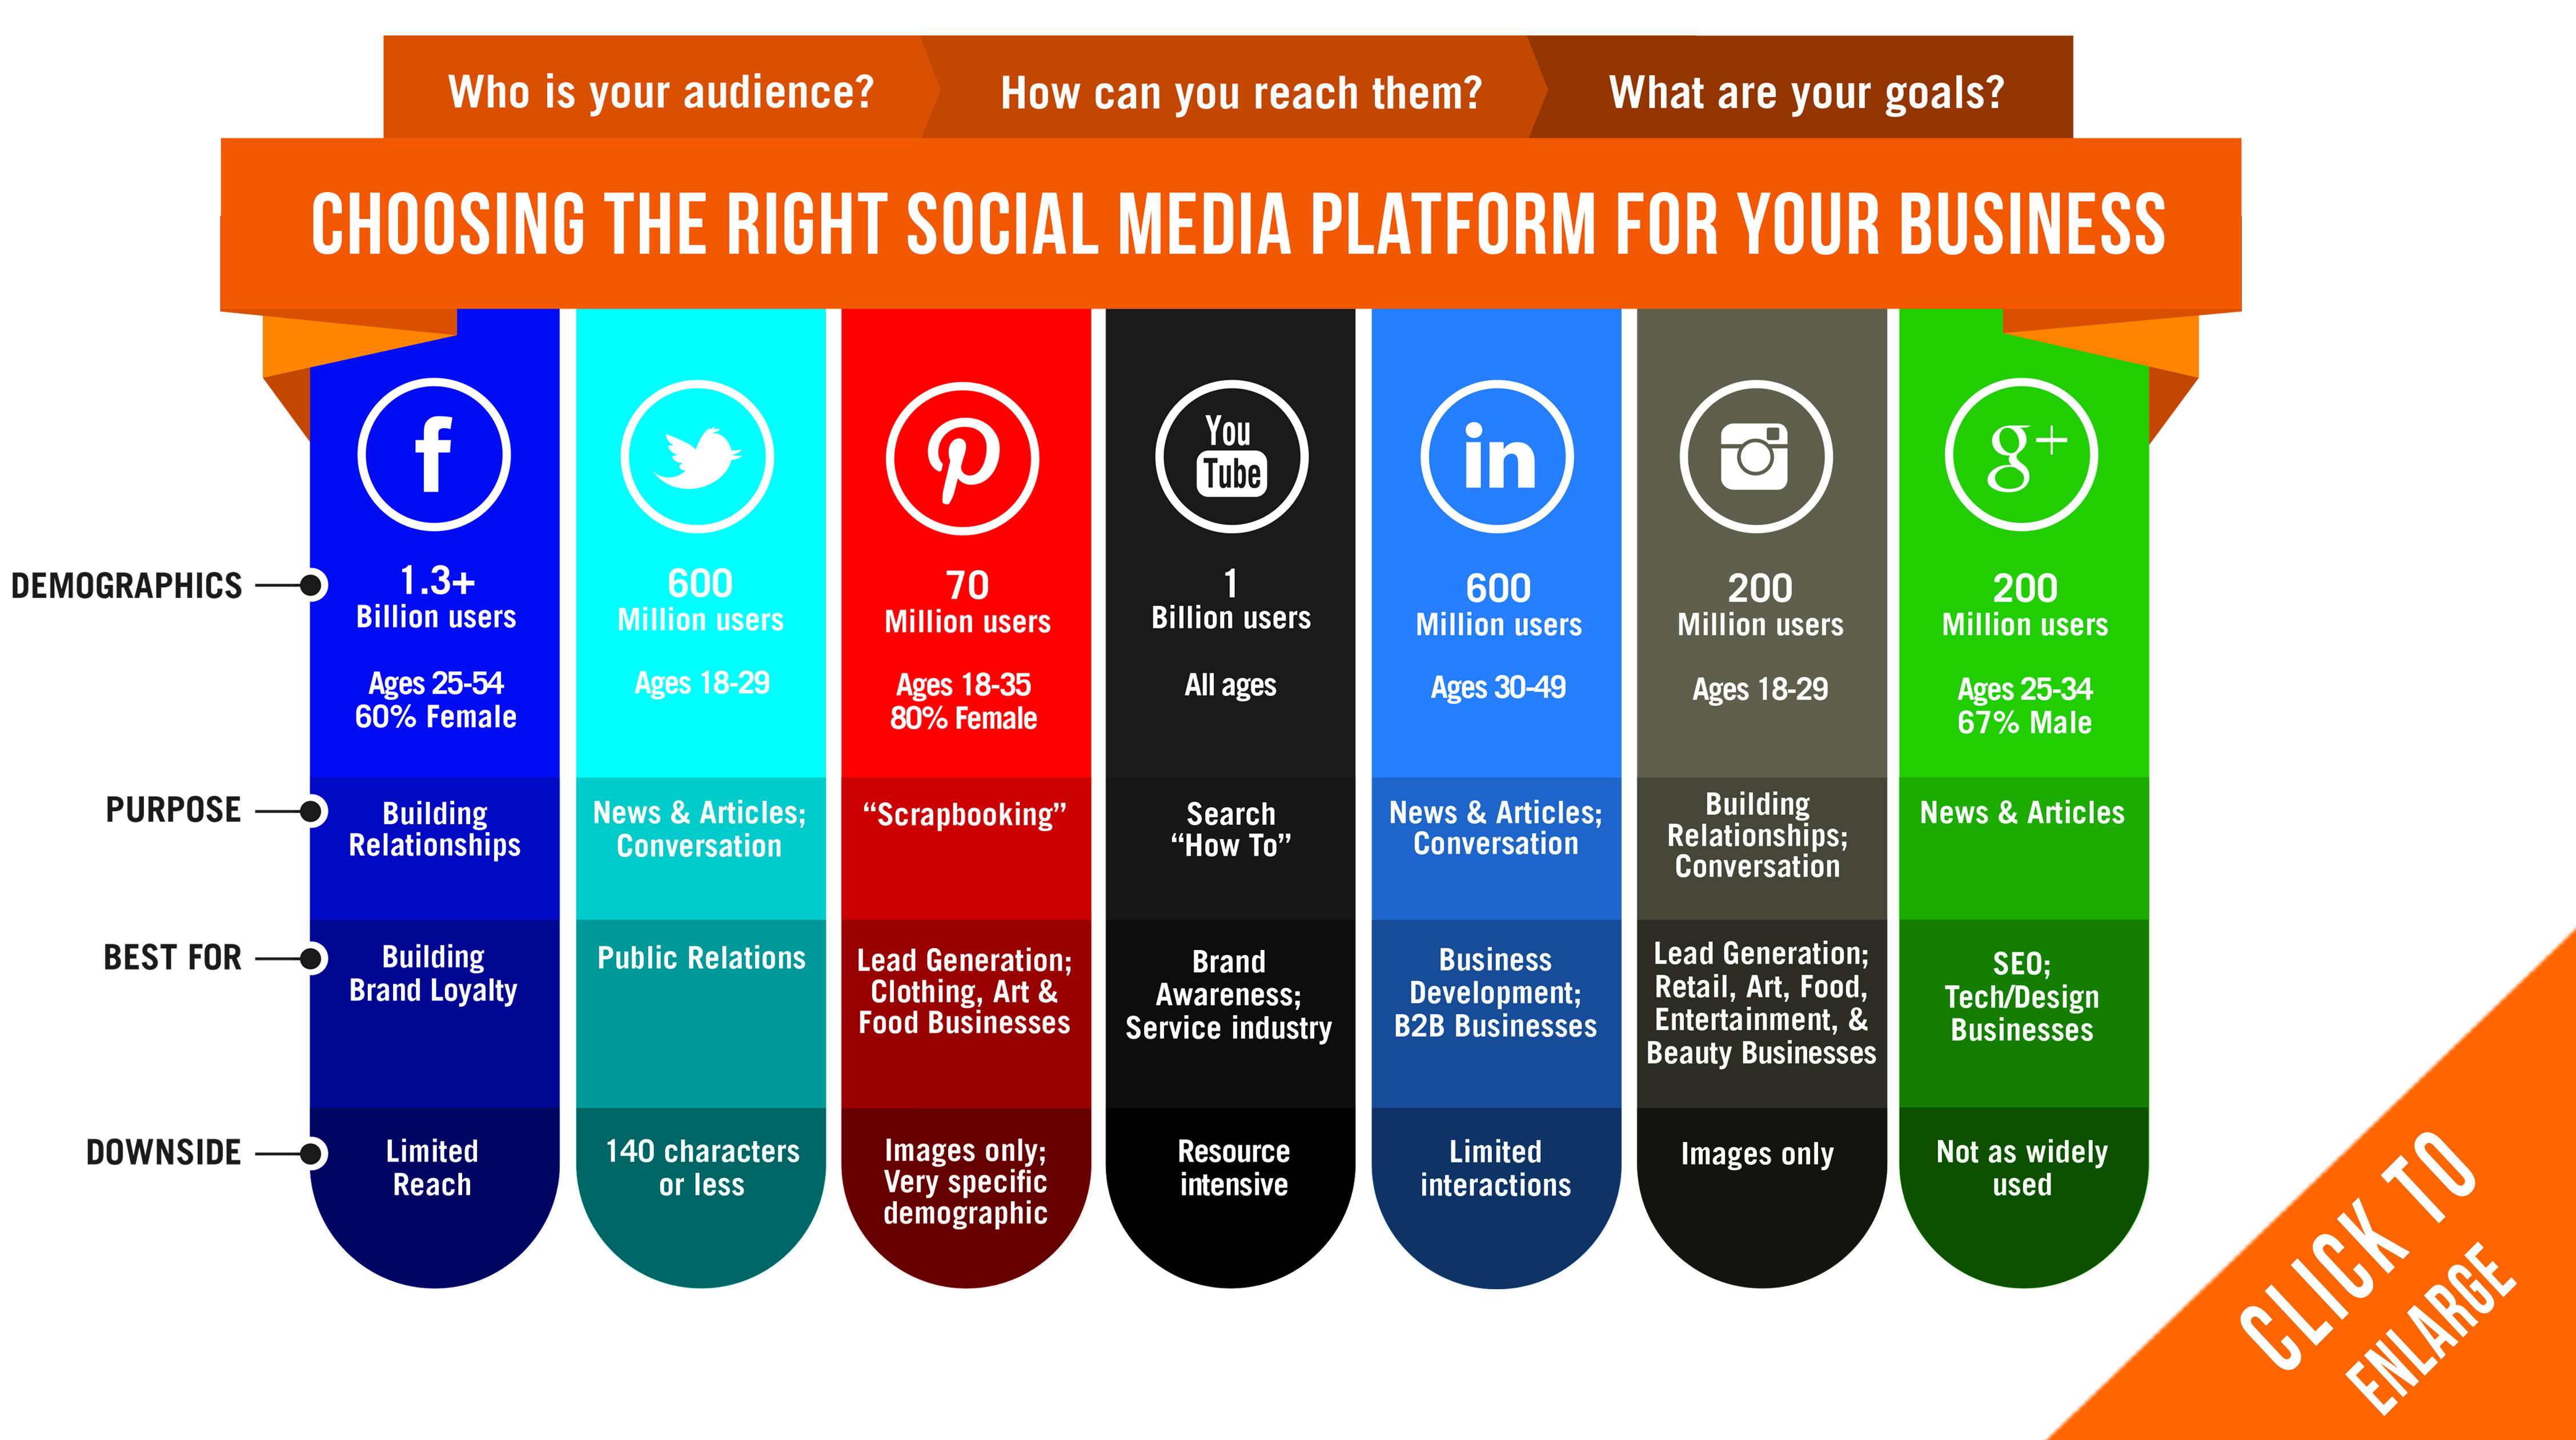 Who is your audience?
How can you reach them?
What are your goals?
CHOOSING THE RIGHT SOCIAL MEDIA PLATFORM FOR YOUR BUSINESS
f
You
Tube
in
g+
DEMOGRAPHICS
1.3+
Billion users
Ages 25-54
60% Female
600
Million users
Ages 18-29
70
Million users
Ages 18-35
80% Female
1
Billion users
All ages
600
Million users
Ages 30-49
200
Million users
Ages 18-29
200
Million users
Ages 25-34
67% Male
PURPOSE
Building
Relationships
News & Articles;
Conversation
“Scrapbooking”
Search
“How To”
News & Articles;
Conversation
Building
Relationships;
Conversation
News & Articles
BEST FOR
Building
Brand Loyalty
Public Relations
Lead Generation;
Clothing, Art &
Food Businesses
Brand
Awareness;
Service industry
Business
Development;
B2B Businesses
Lead Generation;
Retail, Art, Food,
Entertainment, &
Beauty Businesses
SEO;
Tech/Design
Businesses
DOWNSIDE
Limited
Reach
140 characters
or less
Images only;
Very specific
demographic
Resource
intensive
Limited
interactions
Images only
Not as widely
used
CLICK TO
ENLARGE